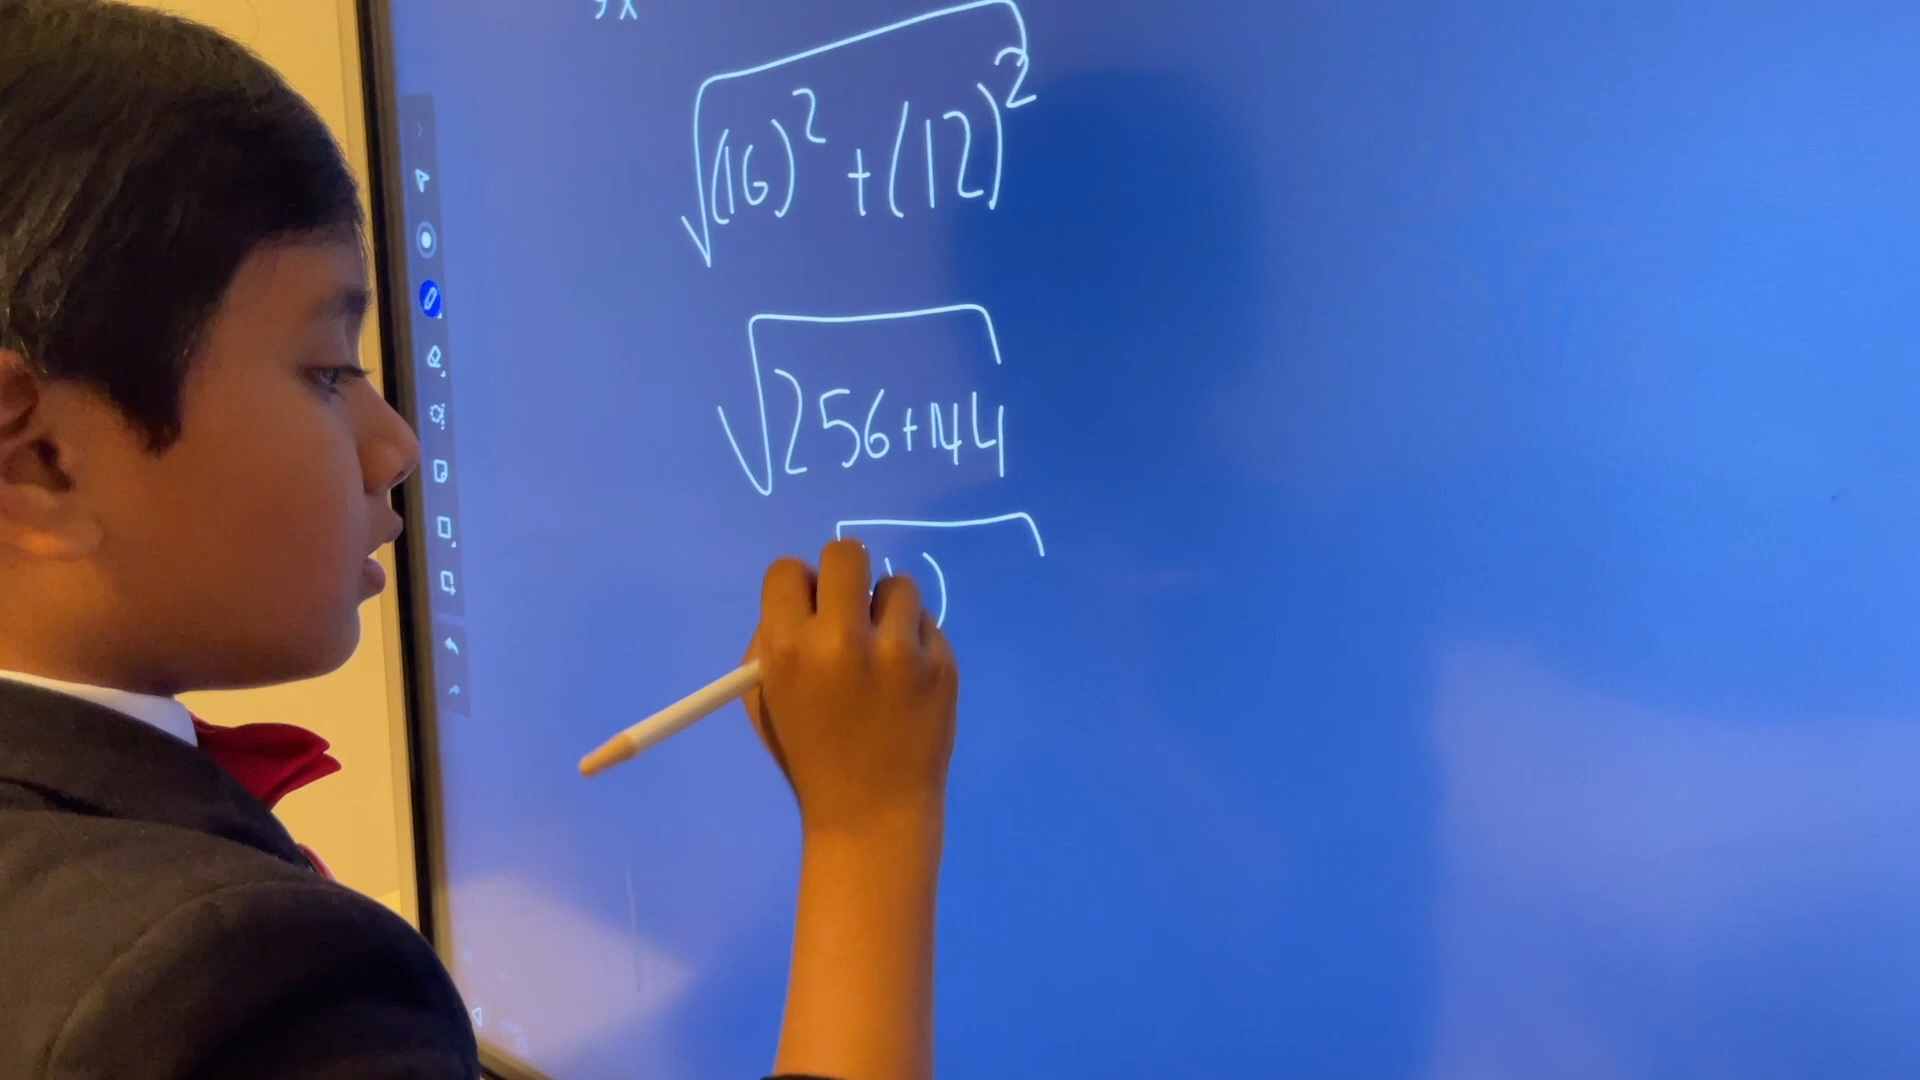 √(16)² + (12)²
√256+144